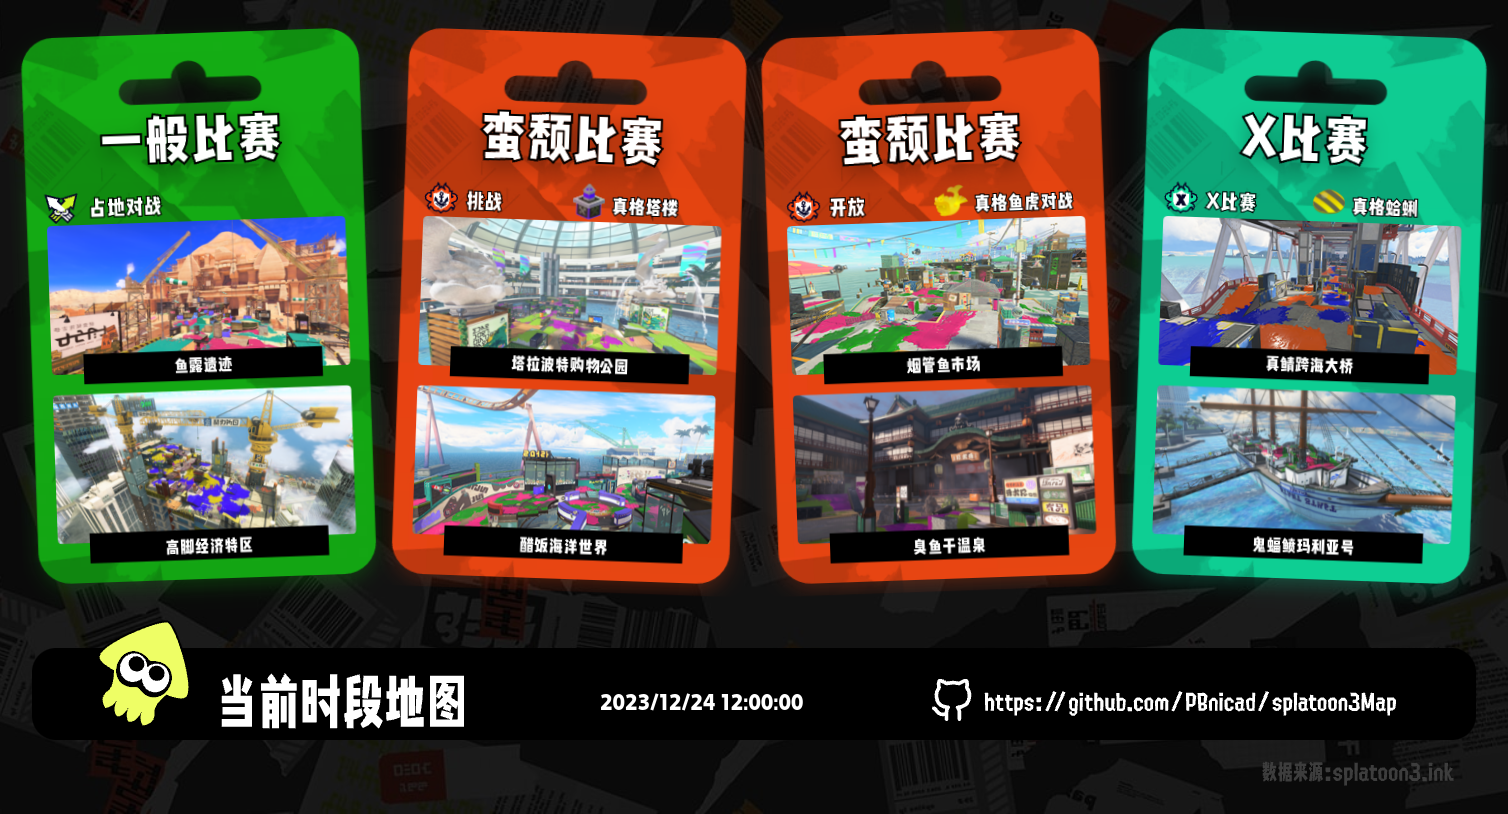 一般比赛
占地对战
鱼露遗迹
高脚经济特区
蛮颓比赛
挑战
真格塔楼
塔拉波特购物公园
醋饭海洋世界
蛮颓比赛
开放
真格鱼虎对战
烟管鱼市场
臭鱼干温泉
X比赛
X比赛
真格蛤蜊
真鲭跨海大桥
鬼蝠鲼玛利亚号
当前时段地图
2023/12/24 12:00:00
https://github.com/PBnicad/splatoon3Map
数据来源:splatoon3.ink